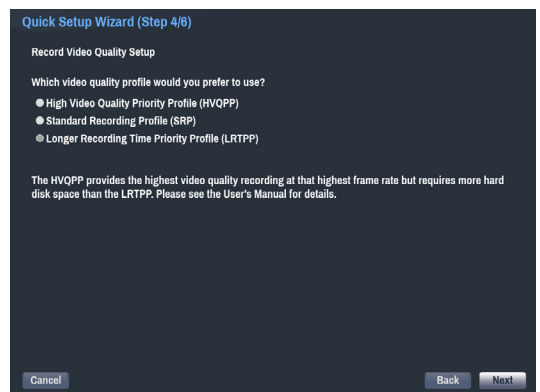 Quick Setup Wizard (Step 4/6)
Record Video Quality Setup
Which video quality profile would you prefer to use?
High Video Quality Priority Profile (HVQPP)
Standard Recording Profile (SRP)
Longer Recording Time Priority Profile (LRTPP)
The HVQPP provides the highest video quality recording at that highest frame rate but requires more hard
disk space than the LRTPP. Please see the User's Manual for details.
Cancel Back Next